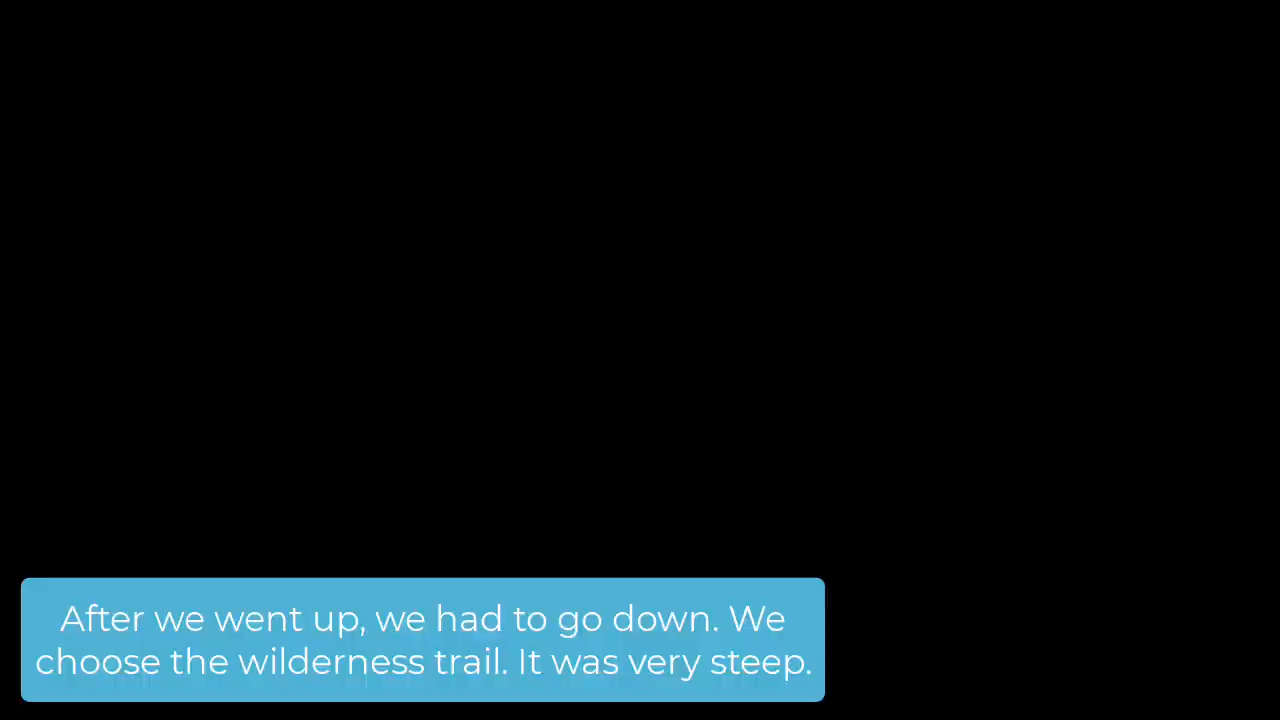 After we went up, we had to go down. We
choose the wilderness trail. It was very steep.